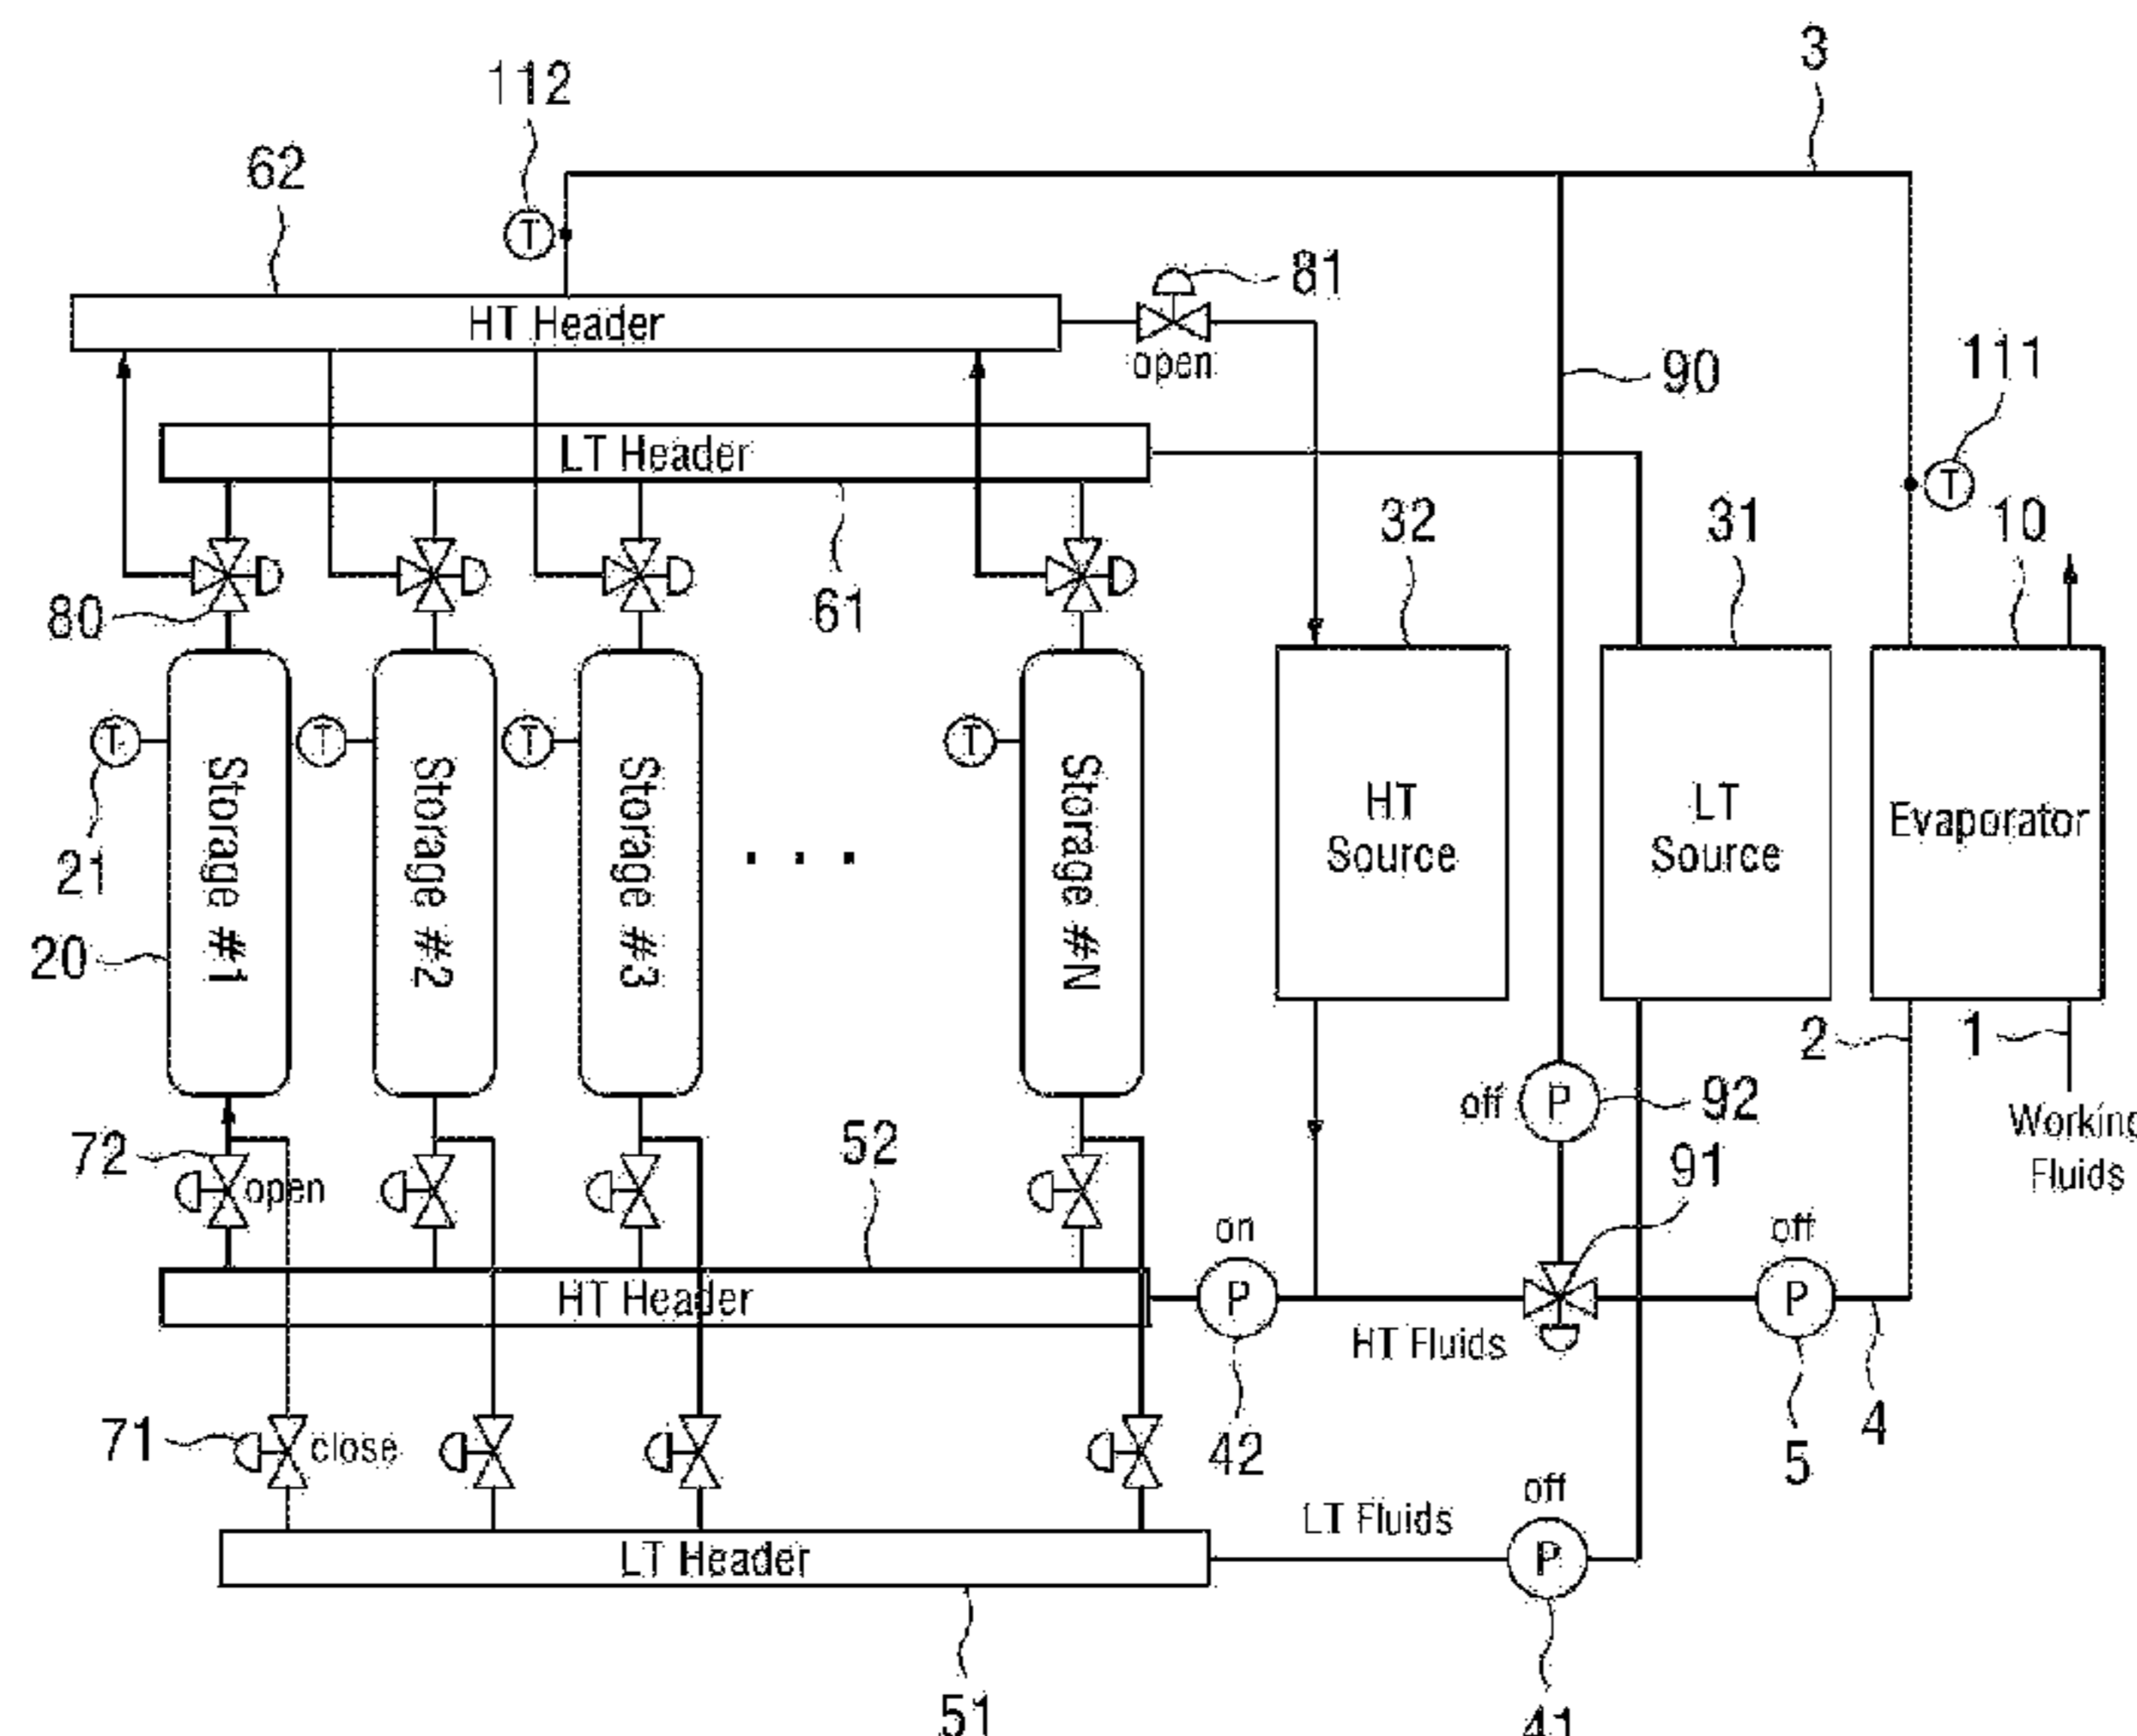 3
112
62
T
81
HT Header
open
90
111
LT Header
T
32
31
10
80
61
T
T
T
T
Storage #1
Storage #2
Storage #3
. . .
Storage #N
HT
Source
LT
Source
Evaporator
21
20
2
1
off
P
92
Working
Fluids
72
open
52
91
on
off
HT Header
P
P
HT Fluids
71
close
42
5
4
off
LT Fluids
LT Header
P
51
41